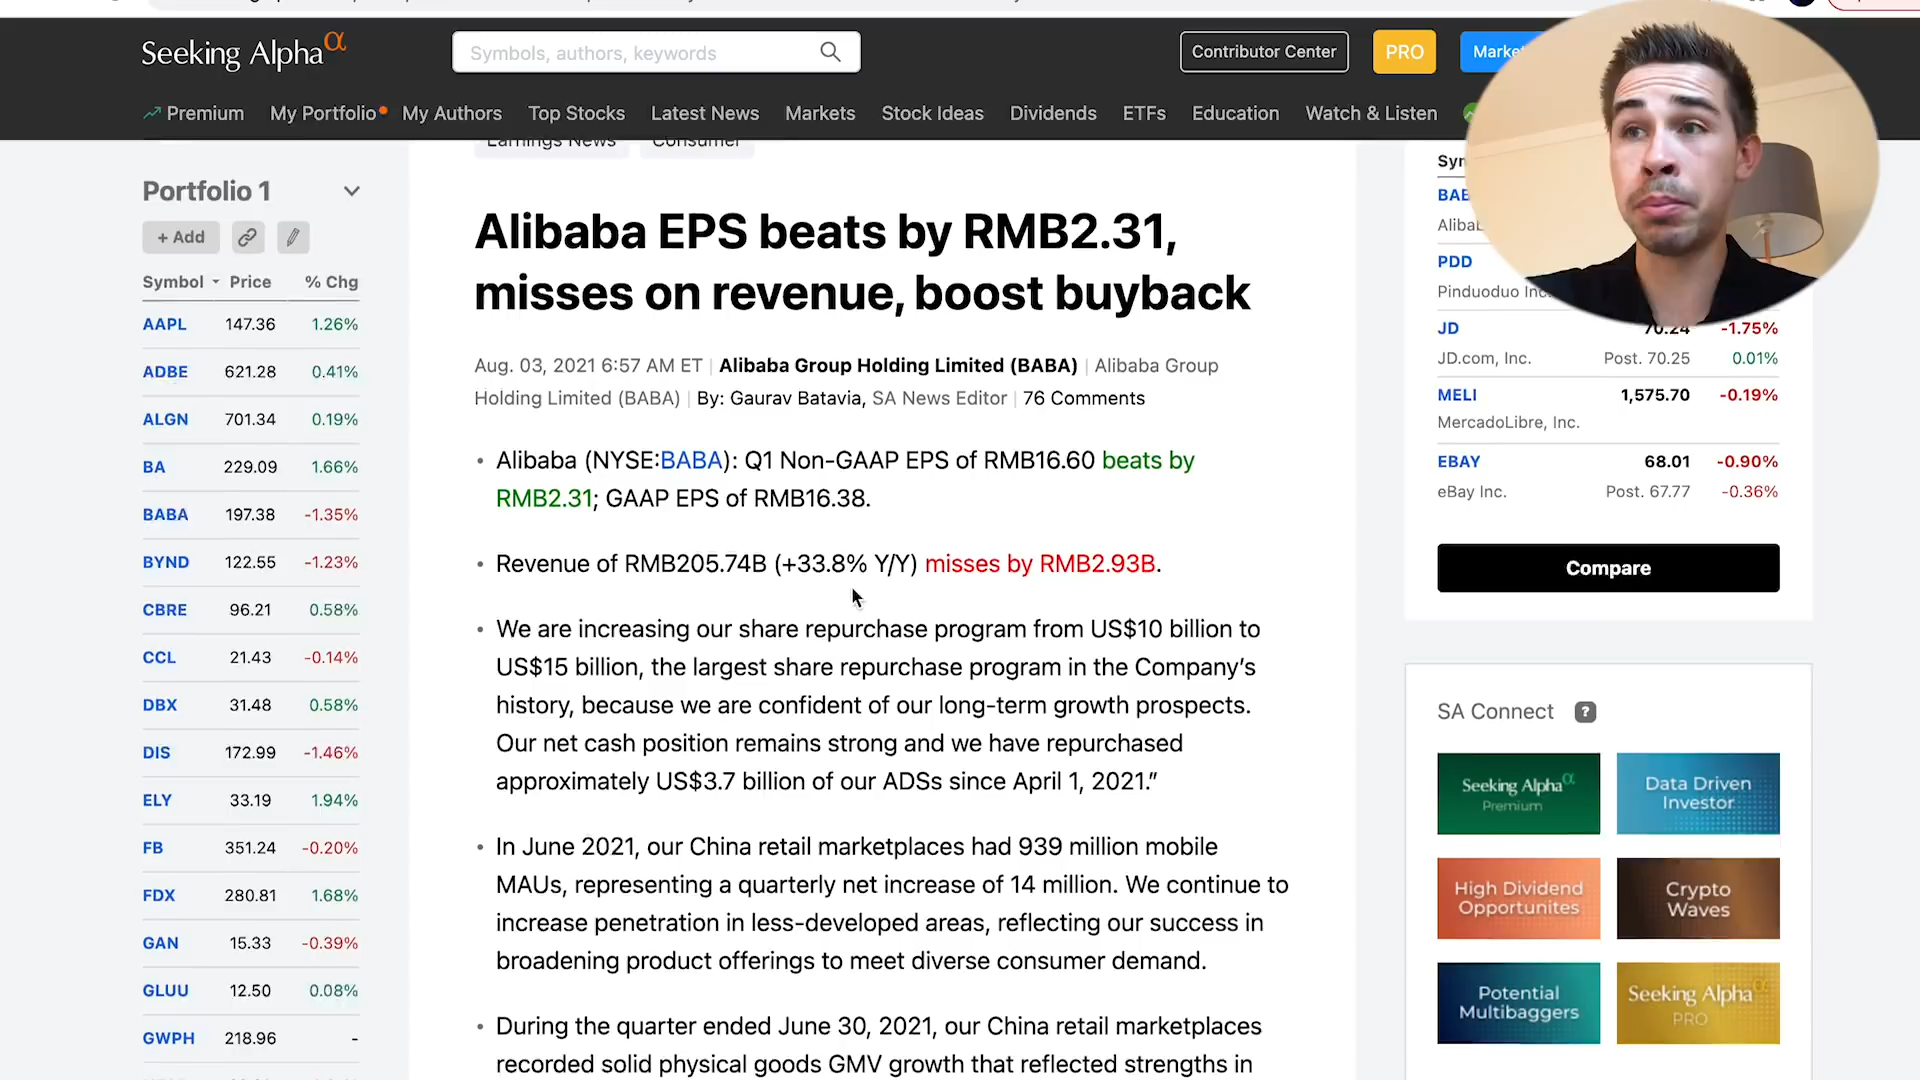 Seeking Alpha α
Symbols, authors, keywords
Contributor Center
PRO
Premium
My Portfolio
My Authors
Top Stocks
Latest News
Markets
Stock Ideas
Dividends
ETFs
Education
Watch & Listen
Portfolio 1
+ Add
Symbol Price % Chg
AAPL 147.36 1.26%
ADBE 621.28 0.41%
ALGN 701.34 0.19%
BA 229.09 1.66%
BABA 197.38 -1.35%
BYND 122.55 -1.23%
CBRE 96.21 0.58%
CCL 21.43 -0.14%
DBX 31.48 0.58%
DIS 172.99 -1.46%
ELY 33.19 1.94%
FB 351.24 -0.20%
FDX 280.81 1.68%
GAN 15.33 -0.39%
GLUU 12.50 0.08%
GWPH 218.96 -
Earnings News
Consumer
Alibaba EPS beats by RMB2.31,
misses on revenue, boost buyback
Aug. 03, 2021 6:57 AM ET | Alibaba Group Holding Limited (BABA) | Alibaba Group
Holding Limited (BABA) | By: Gaurav Batavia, SA News Editor | 76 Comments
• Alibaba (NYSE:BABA): Q1 Non-GAAP EPS of RMB16.60 beats by
RMB2.31; GAAP EPS of RMB16.38.
• Revenue of RMB205.74B (+33.8% Y/Y) misses by RMB2.93B.
• We are increasing our share repurchase program from US$10 billion to
US$15 billion, the largest share repurchase program in the Company's
history, because we are confident of our long-term growth prospects.
Our net cash position remains strong and we have repurchased
approximately US$3.7 billion of our ADSs since April 1, 2021.”
• In June 2021, our China retail marketplaces had 939 million mobile
MAUs, representing a quarterly net increase of 14 million. We continue to
increase penetration in less-developed areas, reflecting our success in
broadening product offerings to meet diverse consumer demand.
• During the quarter ended June 30, 2021, our China retail marketplaces
recorded solid physical goods GMV growth that reflected strengths in
PDD
Pinduoduo
JD 70.24 -1.75%
JD.com, Inc. Post. 70.25 0.01%
MELI 1,575.70 -0.19%
MercadoLibre, Inc.
EBAY 68.01 -0.90%
eBay Inc. Post. 67.77 -0.36%
Compare
SA Connect ?
Seeking Alpha α
Premium
Data Driven
Investor
High Dividend
Opportunites
Crypto
Waves
Potential
Multibaggers
Seeking Alpha α
PRO